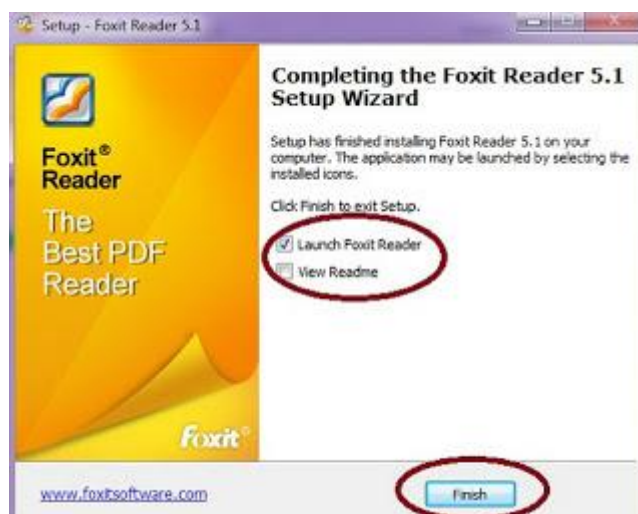 Setup - Foxit Reader 5.1
Completing the Foxit Reader 5.1
Setup Wizard
Setup has finished installing Foxit Reader 5.1 on your
computer. The application may be launched by selecting the
installed icons.
Click Finish to exit Setup.
Launch Foxit Reader
View Readme
Foxit®
Reader
The
Best PDF
Reader
Foxit®
www.foxitsoftware.com
Finish